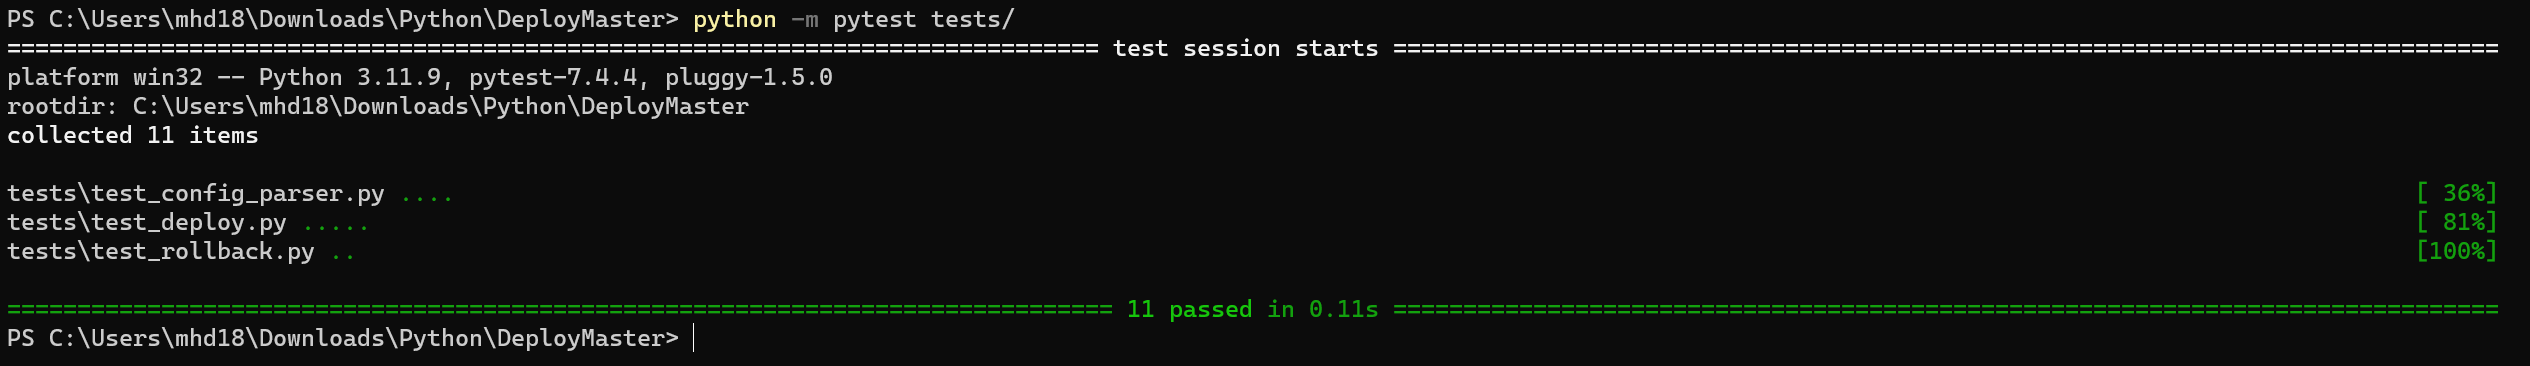 PS C:\Users\mhd18\Downloads\Python\DeployMaster> python -m pytest tests/
============================================================================== test session starts ===============================================================================
platform win32 -- Python 3.11.9, pytest-7.4.4, pluggy-1.5.0
rootdir: C:\Users\mhd18\Downloads\Python\DeployMaster
collected 11 items
tests\test_config_parser.py .... [ 36%]
tests\test_deploy.py ..... [ 81%]
tests\test_rollback.py .. [100%]
=============================================================================== 11 passed in 0.11s ===============================================================================
PS C:\Users\mhd18\Downloads\Python\DeployMaster>